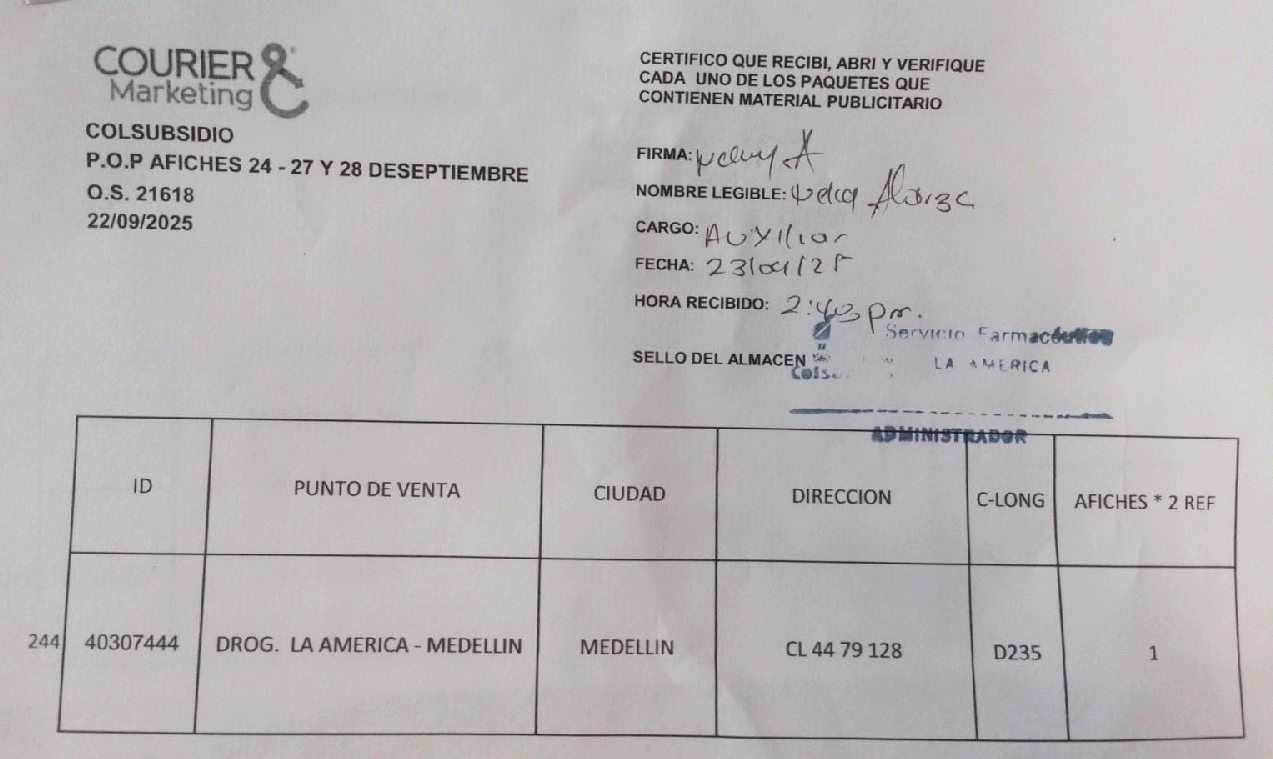 COURIER &
Marketing
COLSUBSIDIO
P.O.P AFICHES 24 - 27 Y 28 DESEPTIEMBRE
O.S. 21618
22/09/2025
CERTIFICO QUE RECIBI, ABRI Y VERIFIQUE
CADA UNO DE LOS PAQUETES QUE
CONTIENEN MATERIAL PUBLICITARIO
FIRMA:
NOMBRE LEGIBLE:
CARGO: Auxiliar
FECHA: 23/09/25
HORA RECIBIDO: 2:43 pm.
SELLO DEL ALMACEN
Servicio Farmacéutico
LA AMERICA
ADMINISTRADOR
ID PUNTO DE VENTA CIUDAD DIRECCION C-LONG AFICHES * 2 REF
244 40307444 DROG. LA AMERICA - MEDELLIN MEDELLIN CL 44 79 128 D235 1